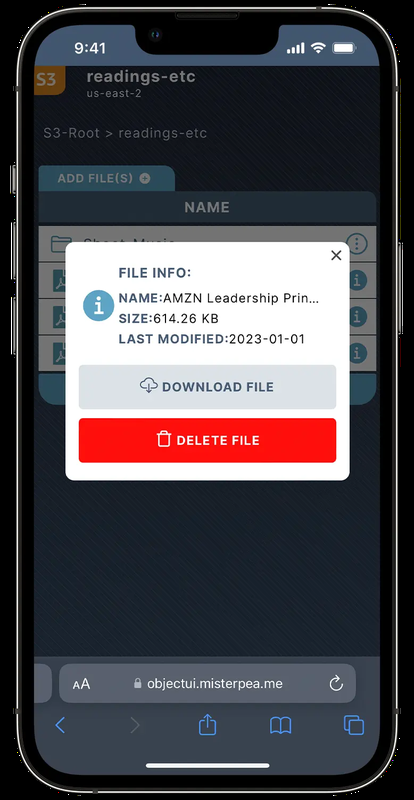 9:41
S3
readings-etc
us-east-2
S3-Root > readings-etc
ADD FILE(S)
NAME
Sheet Music
FILE INFO:
NAME:AMZN Leadership Prin...
SIZE:614.26 KB
LAST MODIFIED:2023-01-01
DOWNLOAD FILE
DELETE FILE
AA
objectui.misterpea.me